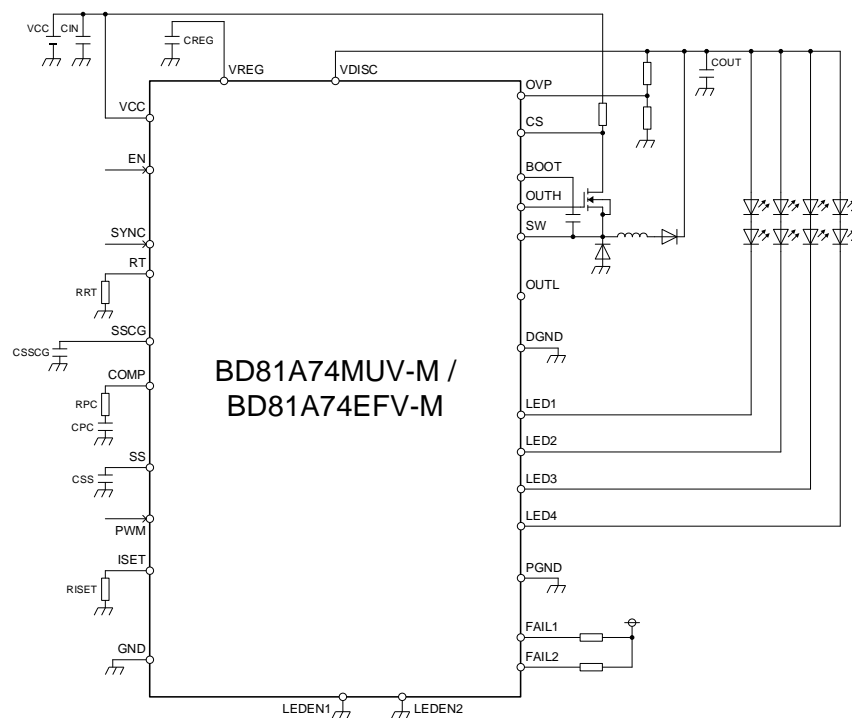 VCC
CIN
CREG
VREG
VDISC
COUT
OVP
VCC
CS
EN
BOOT
OUTH
SYNC
SW
RT
RRT
OUTL
SSCG
CSSCG
DGND
COMP
RPC
CPC
BD81A74MUV-M /
BD81A74EFV-M
LED1
LED2
SS
CSS
LED3
LED4
PWM
ISET
RISET
PGND
FAIL1
GND
FAIL2
LEDEN1
LEDEN2